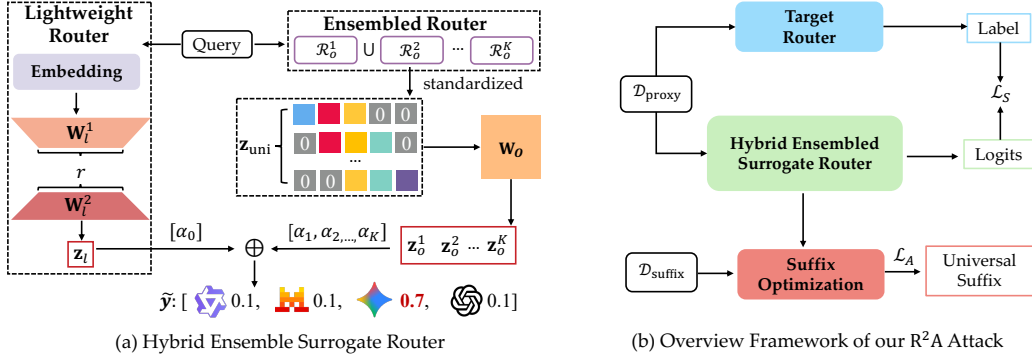 Lightweight
Router
Embedding
W_l^1
r
W_l^2
z_l
Query
Ensembled Router
R_o^1 U R_o^2 ... R_o^K
standardized
z_uni
0 0
0 0
...
0 0
W_o
[α_0]
⊕
[α_1, α_2,..., α_K]
z_o^1 z_o^2 ... z_o^K
ỹ: [ 0.1, 0.1, 0.7, 0.1]
(a) Hybrid Ensemble Surrogate Router
Target
Router
Label
D_proxy
L_S
Hybrid Ensembled
Surrogate Router
Logits
D_suffix
Suffix
Optimization
L_A
Universal
Suffix
(b) Overview Framework of our R²A Attack